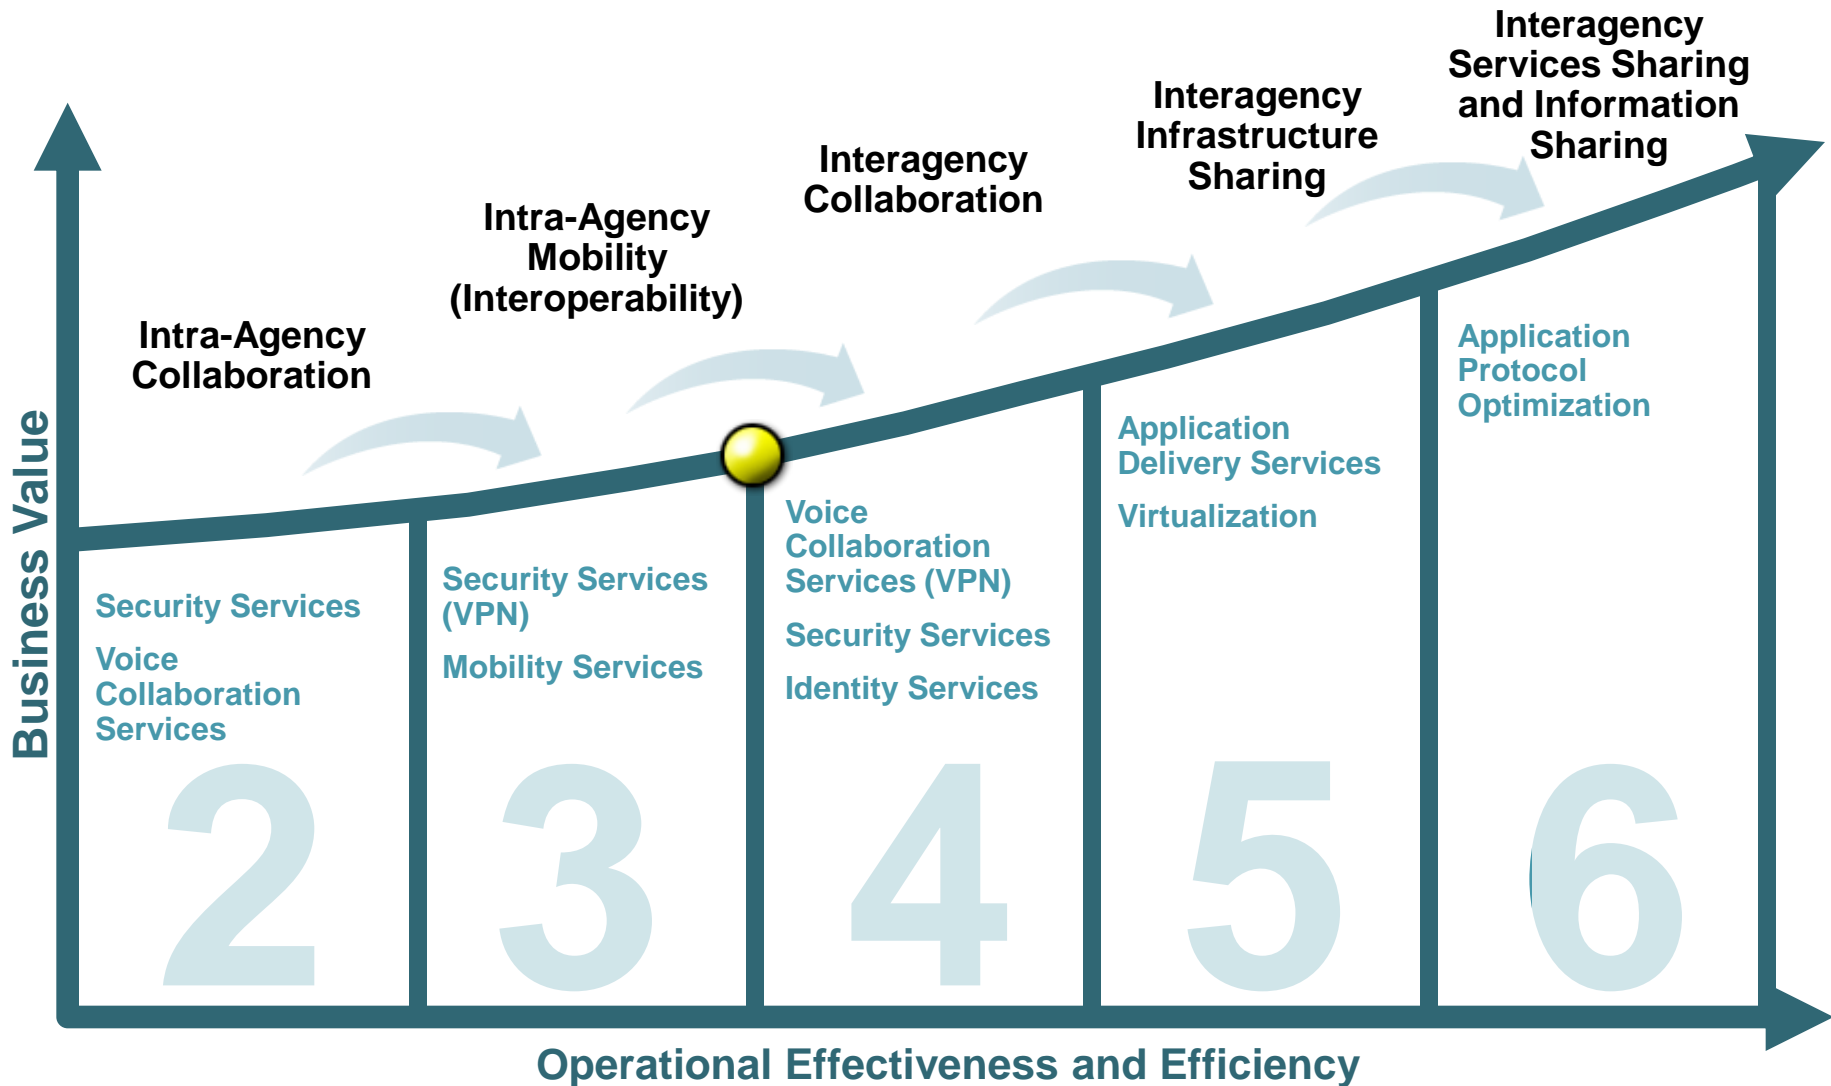 Interagency
Services Sharing
and Information
Sharing
Interagency
Infrastructure
Sharing
Interagency
Collaboration
Intra-Agency
Mobility
(Interoperability)
Intra-Agency
Collaboration
Business Value
Security Services
Voice
Collaboration
Services
2
Security Services
(VPN)
Mobility Services
3
Voice
Collaboration
Services (VPN)
Security Services
Identity Services
4
Application
Delivery Services
Virtualization
5
Application
Protocol
Optimization
6
Operational Effectiveness and Efficiency